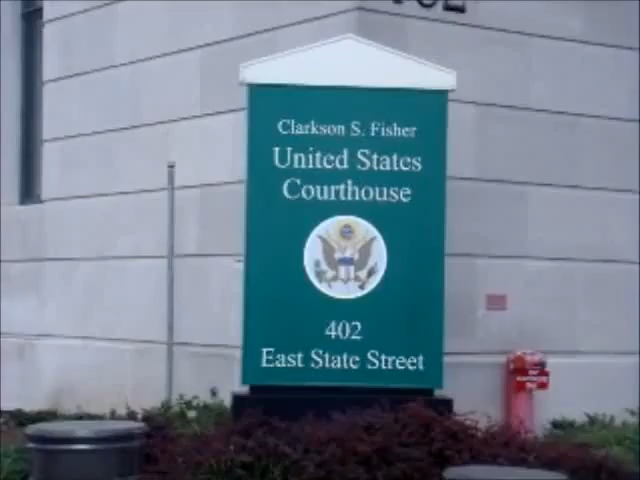 Clarkson S. Fisher
United States
Courthouse
402
East State Street